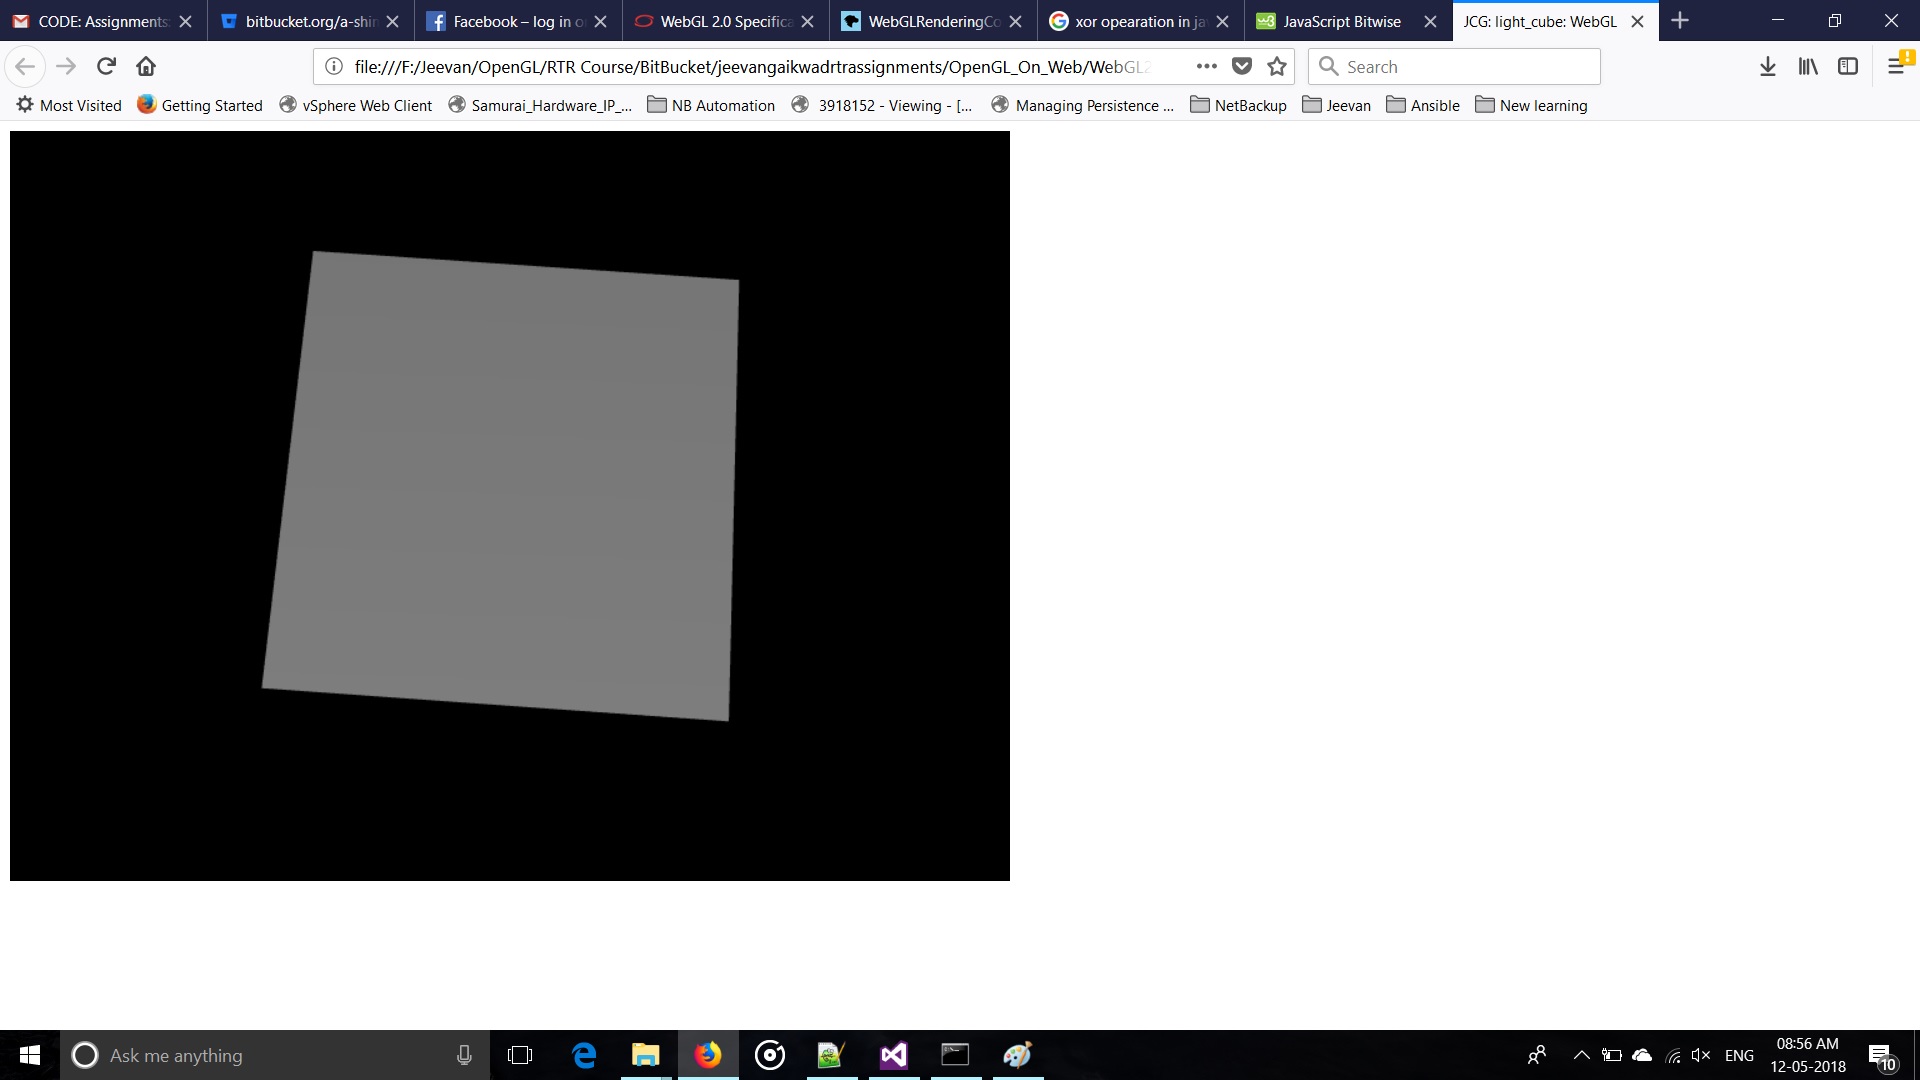 CODE: Assignments: bitbucket.org/a-shir Facebook – log in o WebGL 2.0 Specifica WebGLRenderingCo xor opearation in ja JavaScript Bitwise JCG: light_cube: WebGL
file:///F:/Jeevan/OpenGL/RTR Course/BitBucket/jeevangaikwadrtrassignments/OpenGL_On_Web/WebGL2 Search
Most Visited Getting Started vSphere Web Client Samurai_Hardware_IP_... NB Automation 3918152 - Viewing - [... Managing Persistence ... NetBackup Jeevan Ansible New learning
Ask me anything ENG 08:56 AM
12-05-2018 10